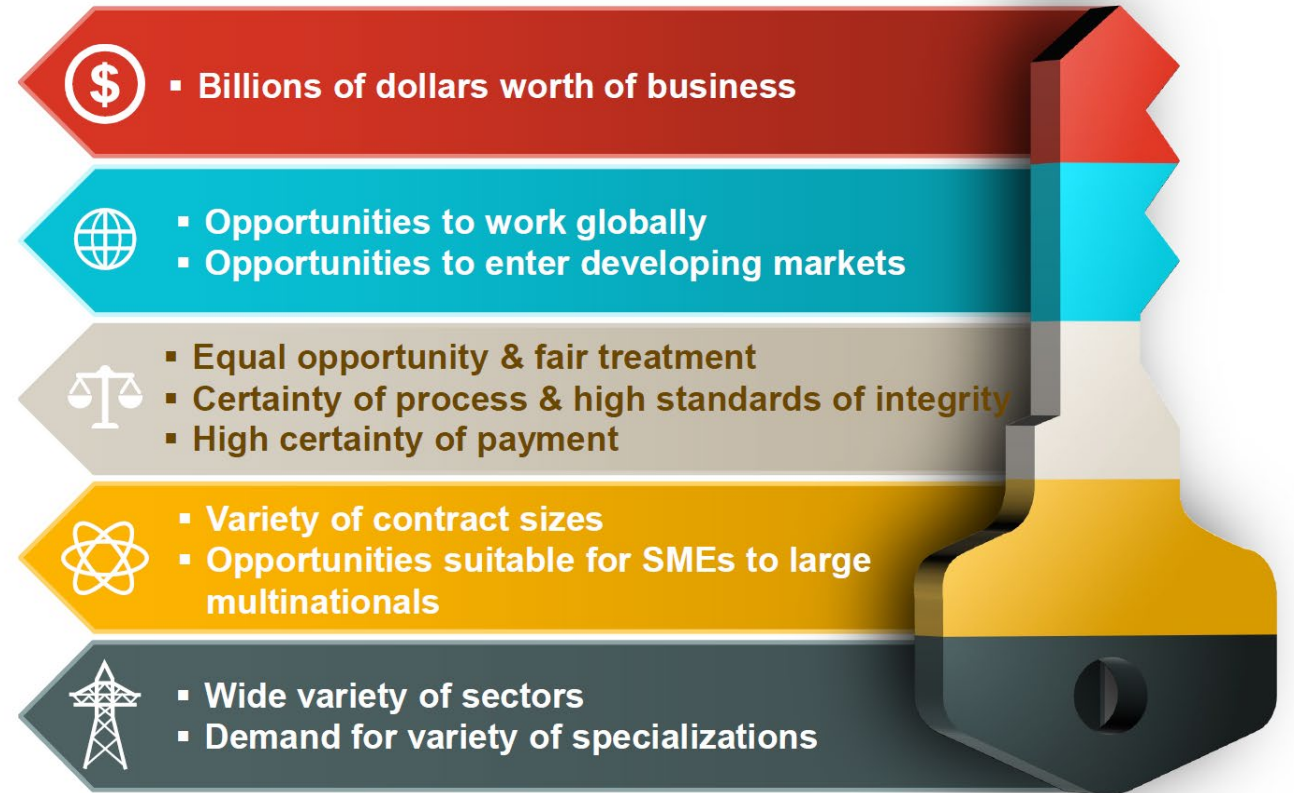 $
▪ Billions of dollars worth of business
▪ Opportunities to work globally
▪ Opportunities to enter developing markets
▪ Equal opportunity & fair treatment
▪ Certainty of process & high standards of integrity
▪ High certainty of payment
▪ Variety of contract sizes
▪ Opportunities suitable for SMEs to large
multinationals
▪ Wide variety of sectors
▪ Demand for variety of specializations